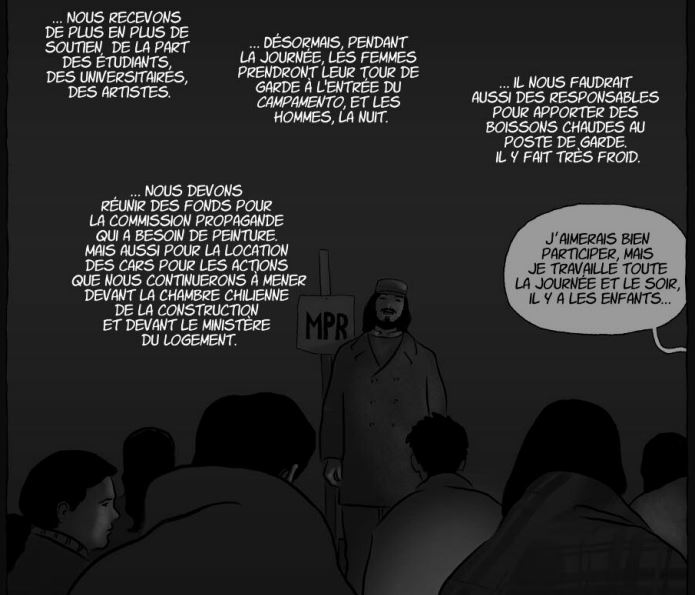 ... NOUS RECEVONS
DE PLUS EN PLUS DE
SOUTIEN DE LA PART
DES ÉTUDIANTS,
DES UNIVERSITAIRES,
DES ARTISTES.
... DÉSORMAIS, PENDANT
LA JOURNÉE, LES FEMMES
PRENDRONT LEUR TOUR DE
GARDE À L'ENTRÉE DU
CAMPAMENTO, ET LES
HOMMES, LA NUIT.
... IL NOUS FAUDRAIT
AUSSI DES RESPONSABLES
POUR APPORTER DES
BOISSONS CHAUDES AU
POSTE DE GARDE.
IL Y FAIT TRÈS FROID.
... NOUS DEVONS
RÉUNIR DES FONDS POUR
LA COMMISSION PROPAGANDE
QUI A BESOIN DE PEINTURE.
MAIS AUSSI POUR LA LOCATION
DES CARS POUR LES ACTIONS
QUE NOUS CONTINUERONS À MENER
DEVANT LA CHAMBRE CHILIENNE
DE LA CONSTRUCTION
ET DEVANT LE MINISTÈRE
DU LOGEMENT.
J'AIMERAIS BIEN
PARTICIPER, MAIS
JE TRAVAILLE TOUTE
LA JOURNÉE ET LE SOIR,
IL Y A LES ENFANTS...
MPR